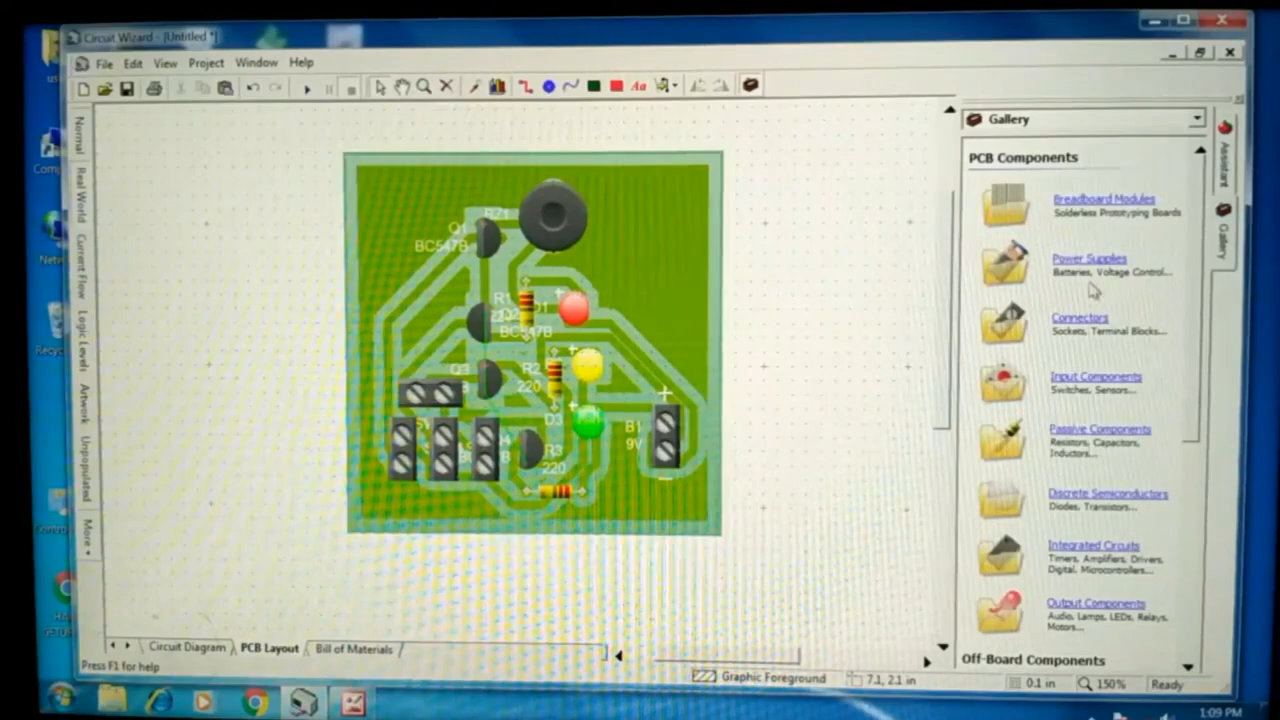 Circuit Wizard - [Untitled *]
File Edit View Project Window Help
Aa
Normal
Real World
Current Flow
Logic Levels
Artwork
Unpopulated
More
Gallery
Assistant
Gallery
PCB Components
Breadboard Modules
Solderless Prototyping Boards
Power Supplies
Batteries, Voltage Control...
Connectors
Sockets, Terminal Blocks...
Input Components
Switches, Sensors...
Passive Components
Resistors, Capacitors,
Inductors...
Discrete Semiconductors
Diodes, Transistors...
Integrated Circuits
Timers, Amplifiers, Drivers,
Digital, Microcontrollers...
Output Components
Audio, Lamps, LEDs, Relays,
Motors...
Off-Board Components
BZ1
Q1
BC547B
R1
BC547B
Q3
R2
220
D3
B1
9V
R3
220
Circuit Diagram PCB Layout Bill of Materials
Press F1 for help
Graphic Foreground
7.1, 2.1 in
0.1 in
150%
Ready
1:09 PM